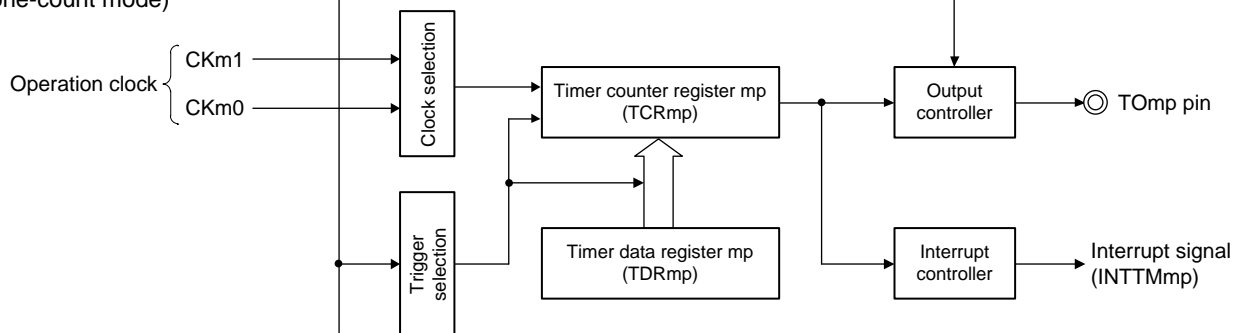 one-count mode)
Operation clock
CKm1
CKm0
Clock selection
Timer counter register mp
(TCRmp)
Output
controller
TOmp pin
Trigger
selection
Timer data register mp
(TDRmp)
Interrupt
controller
Interrupt signal
(INTTMmp)